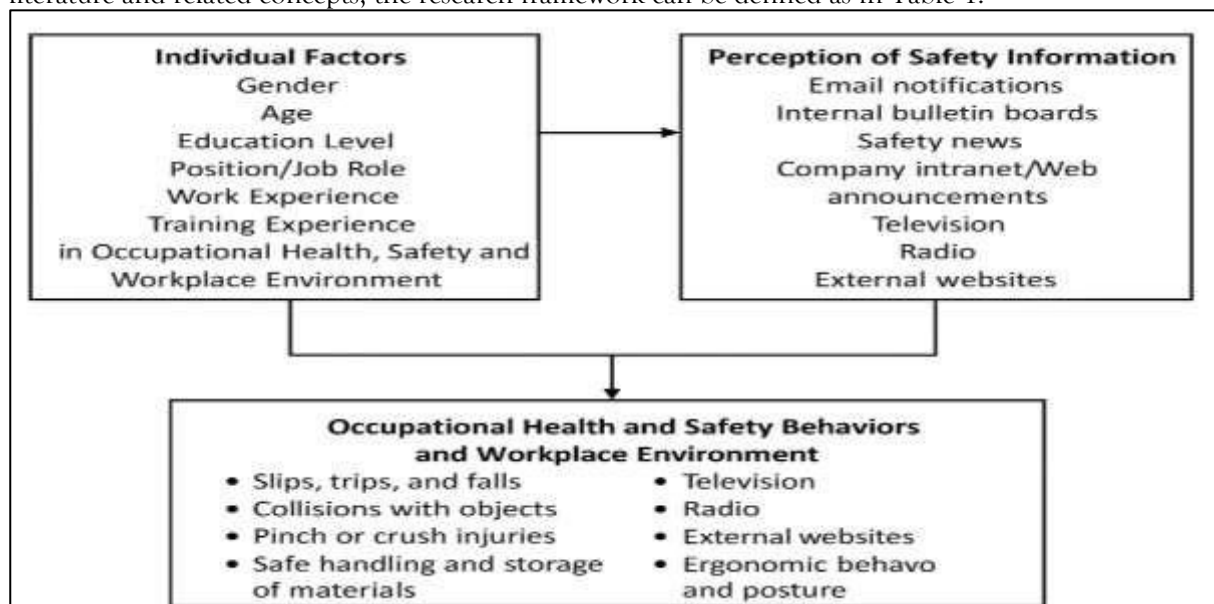 literature and related concepts, the research framework can be defined as in Table 1.
Individual Factors
Gender
Age
Education Level
Position/Job Role
Work Experience
Training Experience
in Occupational Health, Safety and
Workplace Environment
Perception of Safety Information
Email notifications
Internal bulletin boards
Safety news
Company intranet/Web
announcements
Television
Radio
External websites
Occupational Health and Safety Behaviors
and Workplace Environment
• Slips, trips, and falls
• Collisions with objects
• Pinch or crush injuries
• Safe handling and storage
of materials
• Television
• Radio
• External websites
• Ergonomic behavo
and posture